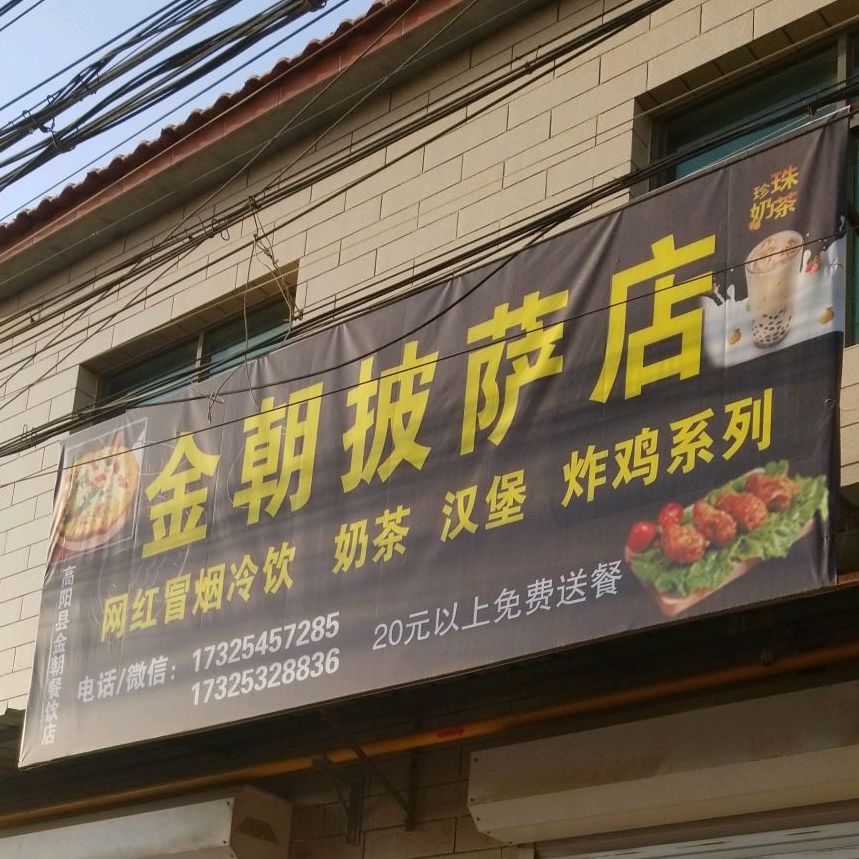 珍珠
奶茶
金朝披萨店
网红冒烟冷饮 奶茶 汉堡 炸鸡系列
高阳县金朝餐饮店
电话/微信：17325457285
17325328836
20元以上免费送餐